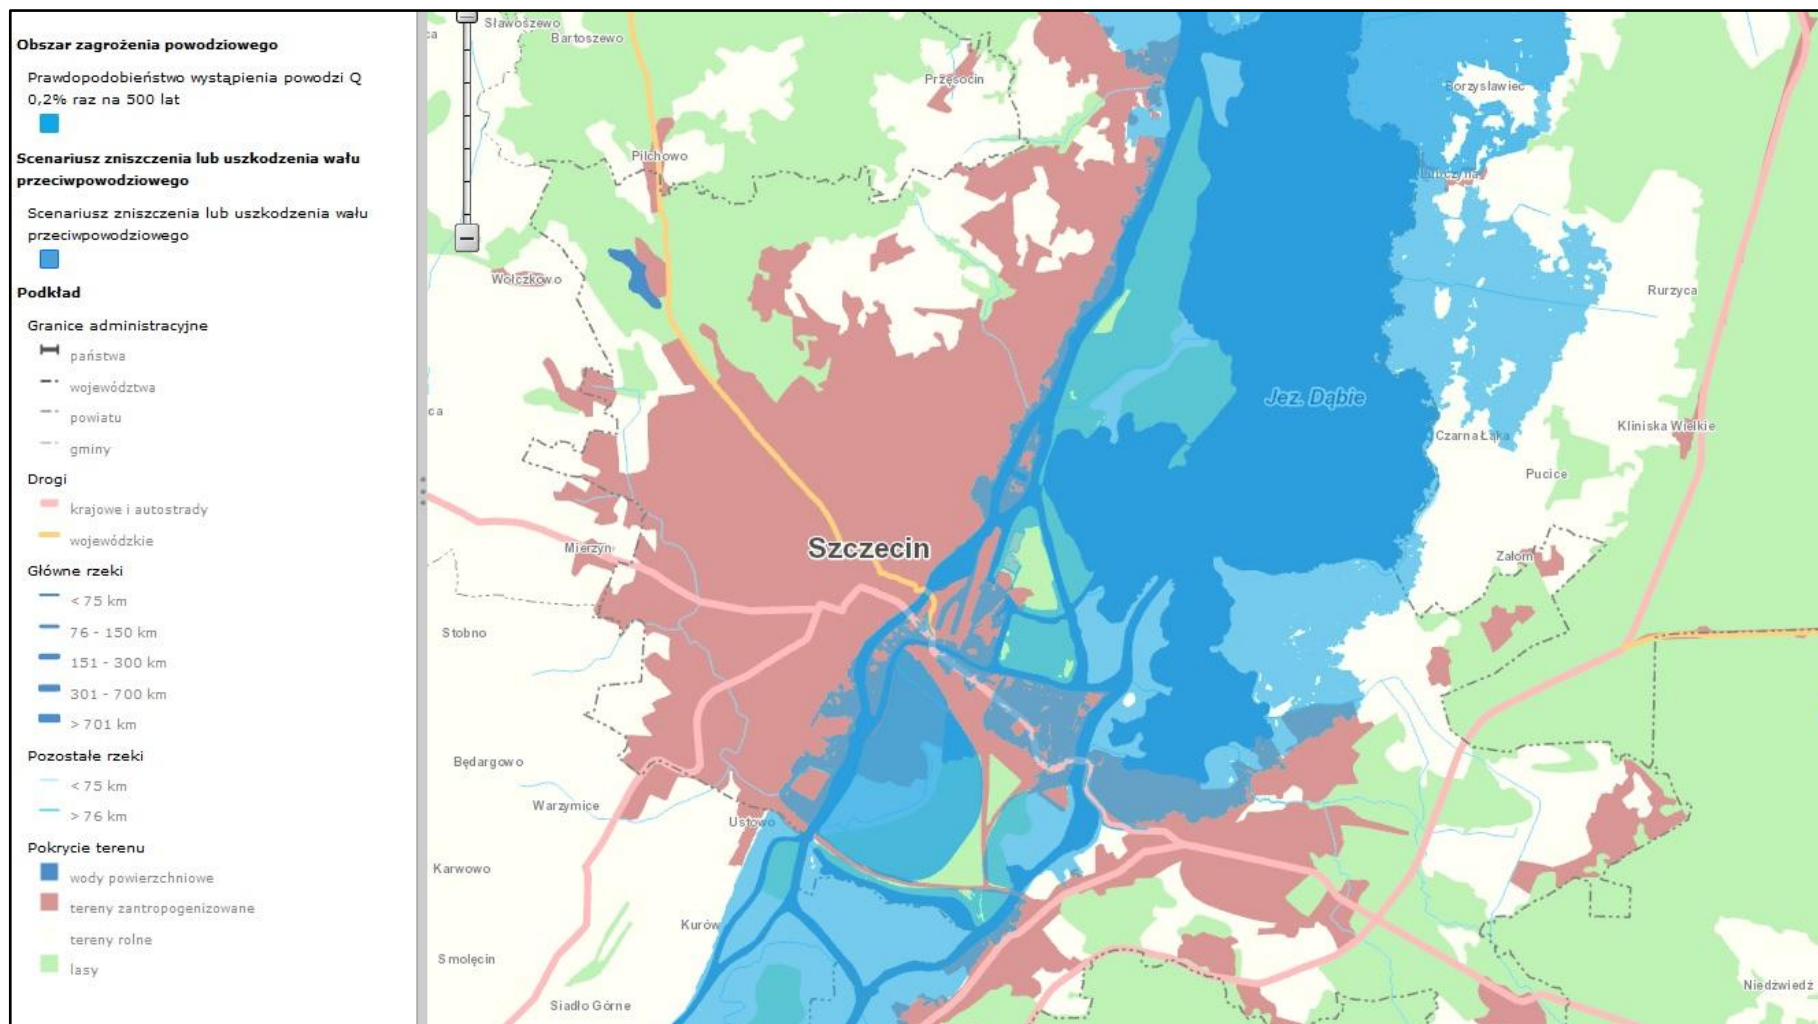 Obszar zagrożenia powodziowego
Prawdopodobieństwo wystąpienia powodzi Q
0,2% raz na 500 lat
Scenariusz zniszczenia lub uszkodzenia wału
przeciwpowodziowego
Scenariusz zniszczenia lub uszkodzenia wału
przeciwpowodziowego
Podkład
Granice administracyjne
państwa
województwa
powiatu
gminy
Drogi
krajowe i autostrady
wojewódzkie
Główne rzeki
< 75 km
76 - 150 km
151 - 300 km
301 - 700 km
> 701 km
Pozostałe rzeki
< 75 km
> 76 km
Pokrycie terenu
wody powierzchniowe
tereny zantropogenizowane
tereny rolne
lasy
Sławoszewo
ca
Bartoszewo
Przęsocin
Borzysławiec
Pilchowo
Lubczyna
Wołczkowo
Rurzyca
Jez. Dąbie
ca
Czarna Łąka
Kliniska Wielkie
Pucice
Szczecin
Mierzyn
Załom
Stobno
Będargowo
Warzymice
Ustowo
Karwowo
Kurów
Smolęcin
Niedźwiedź
Siadło Górne